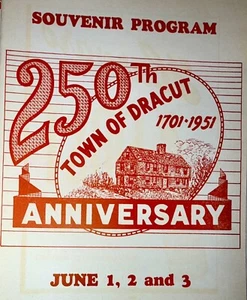 SOUVENIR PROGRAM
250Th
TOWN OF DRACUT
1701-1951
ANNIVERSARY
JUNE 1, 2 and 3